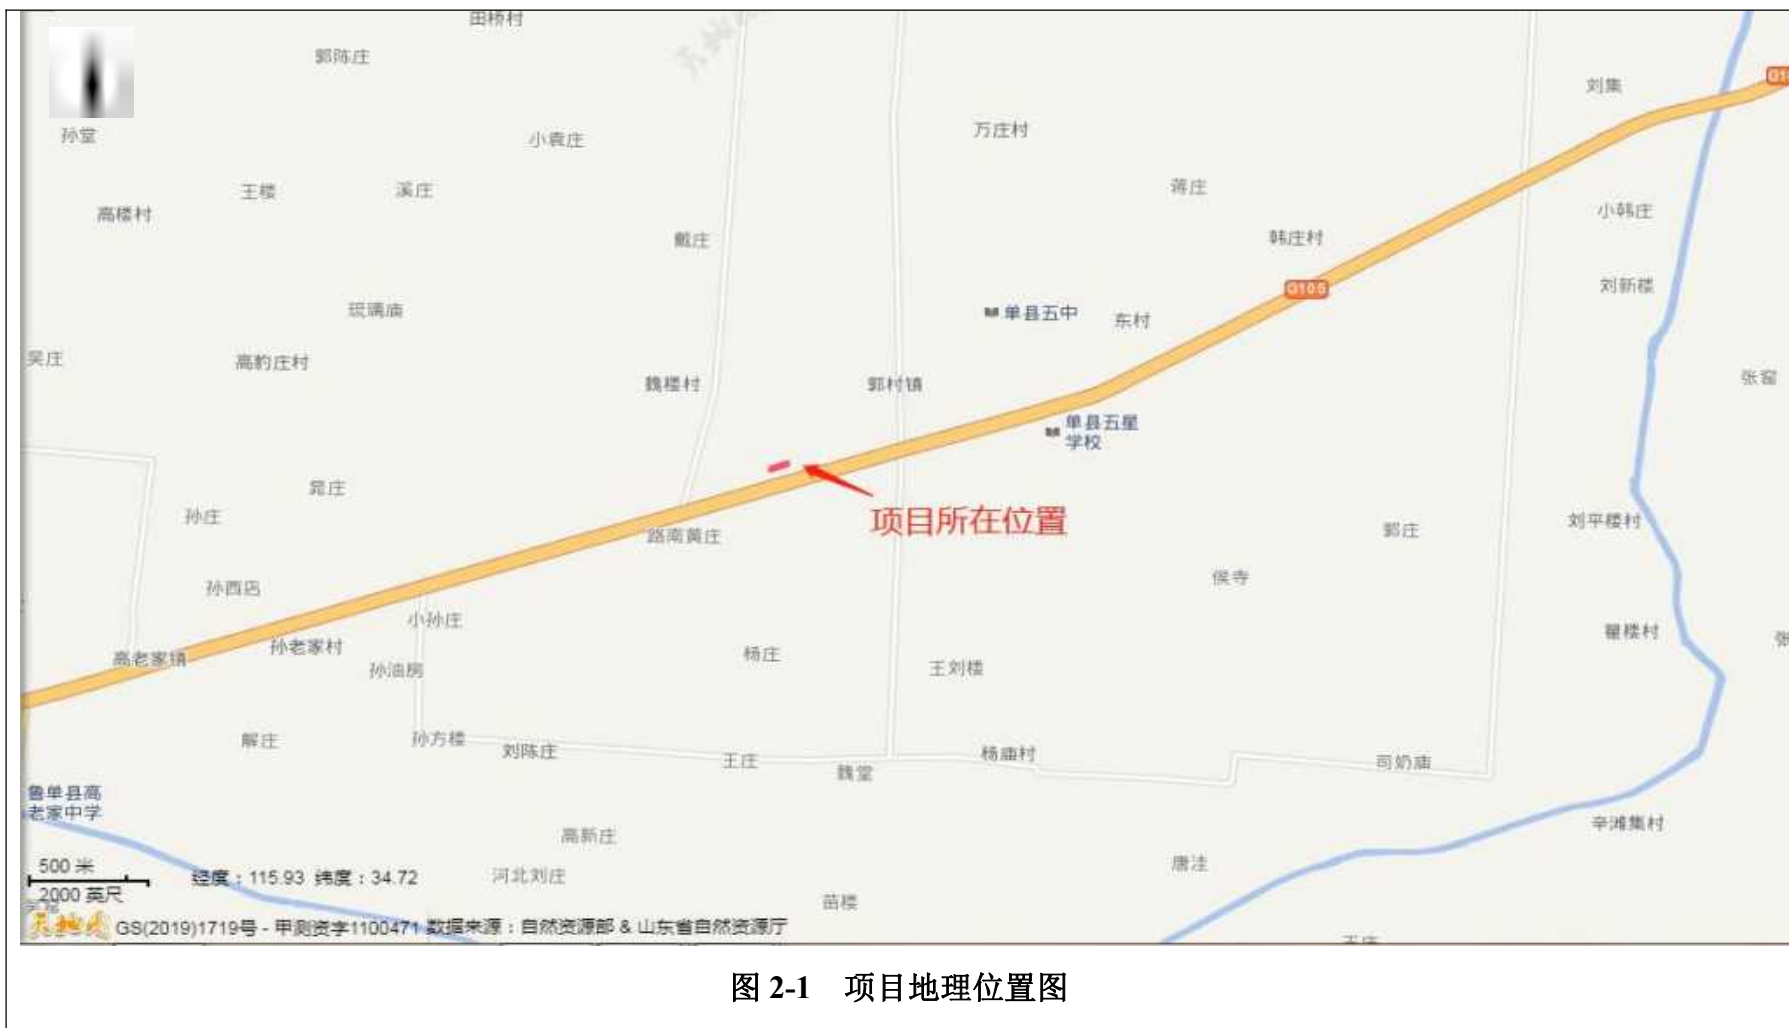 田桥村
郭陈庄
刘集
孙堂
小袁庄
万庄村
王楼
溪庄
蒋庄
高楼村
小韩庄
戴庄
韩庄村
G105
刘新楼
琉璃庙
单县五中
东村
吴庄
高豹庄村
魏楼村
郭村镇
张窑
单县五星
学校
晁庄
孙庄
项目所在位置
路南黄庄
郭庄
刘平楼村
侯寺
孙西店
小孙庄
瞿楼村
孙老家村
高老家镇
孙油房
杨庄
王刘楼
解庄
孙方楼
刘陈庄
王庄
魏堂
杨庙村
司奶庙
鲁单县高
老家中学
辛滩集村
高新庄
唐洼
500 米
经度：115.93 纬度：34.72
河北刘庄
2000 英尺
苗楼
天地图 GS(2019)1719号 - 甲测资字1100471 数据来源：自然资源部 & 山东省自然资源厅
图 2-1 项目地理位置图